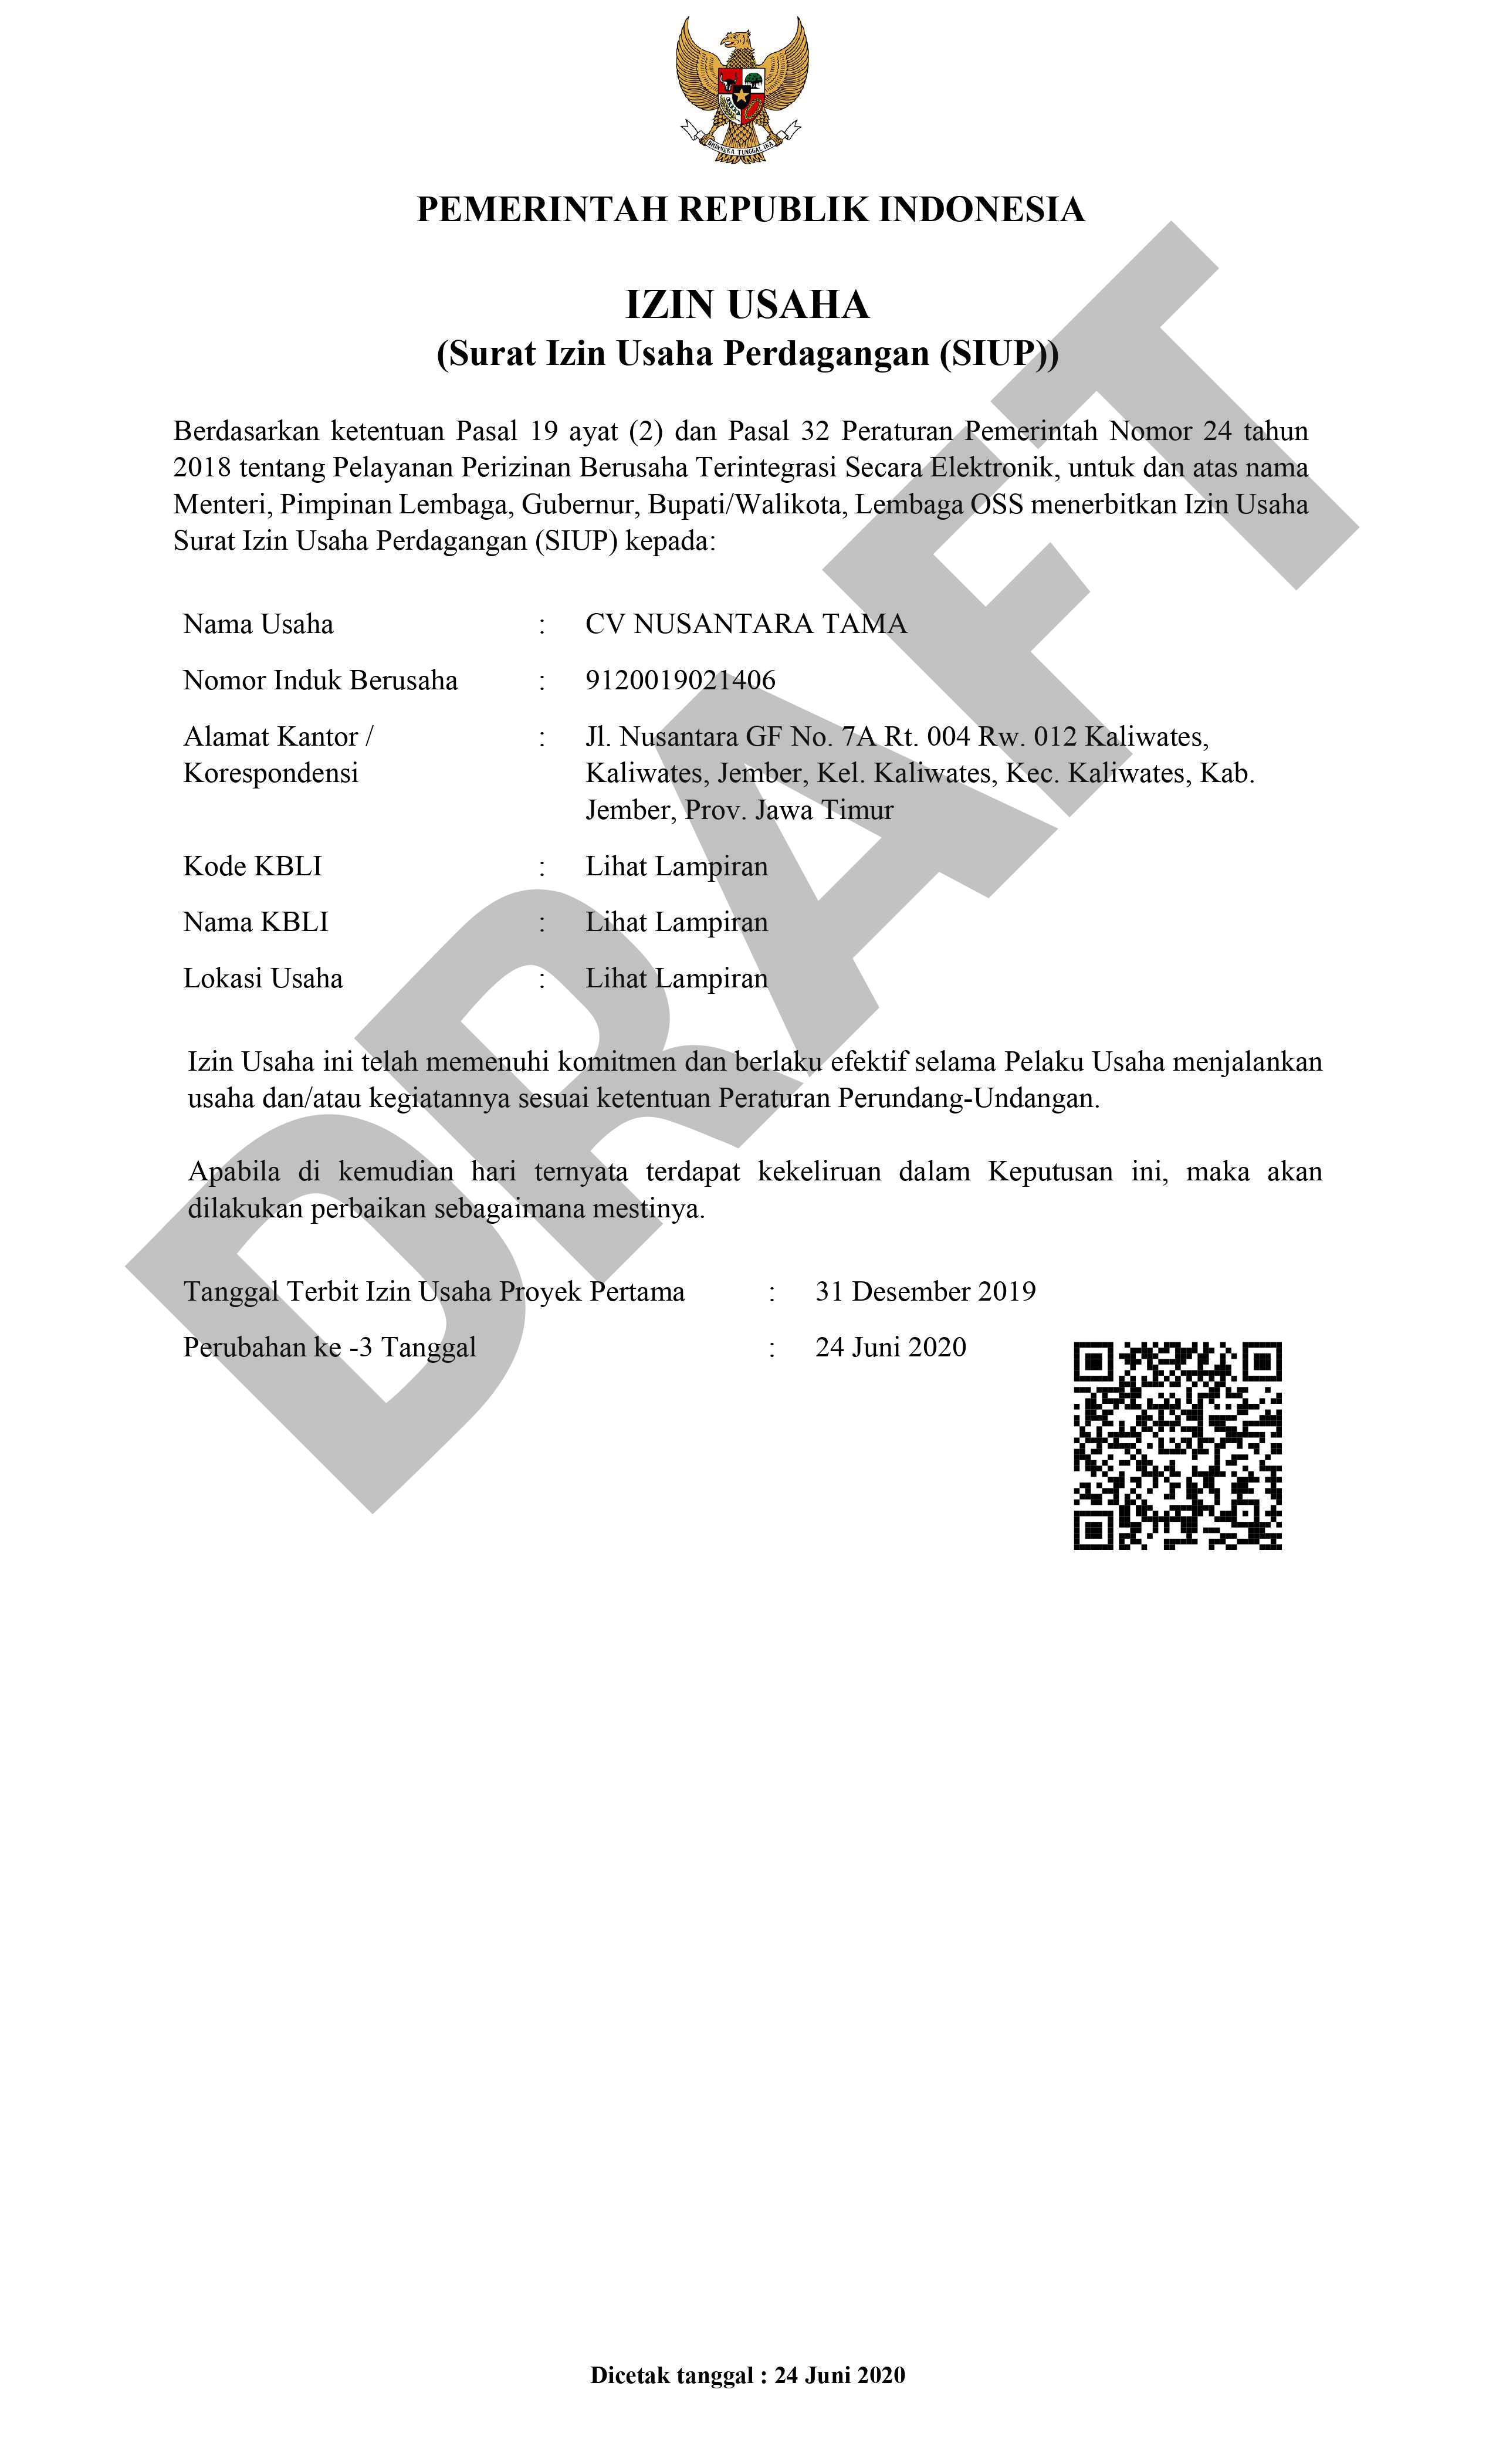 BHINNEKA TUNGGAL IKA
PEMERINTAH REPUBLIK INDONESIA
IZIN USAHA
(Surat Izin Usaha Perdagangan (SIUP))
Berdasarkan ketentuan Pasal 19 ayat (2) dan Pasal 32 Peraturan Pemerintah Nomor 24 tahun
2018 tentang Pelayanan Perizinan Berusaha Terintegrasi Secara Elektronik, untuk dan atas nama
Menteri, Pimpinan Lembaga, Gubernur, Bupati/Walikota, Lembaga OSS menerbitkan Izin Usaha
Surat Izin Usaha Perdagangan (SIUP) kepada:
Nama Usaha : CV NUSANTARA TAMA
Nomor Induk Berusaha : 9120019021406
Alamat Kantor / : Jl. Nusantara GF No. 7A Rt. 004 Rw. 012 Kaliwates,
Korespondensi Kaliwates, Jember, Kel. Kaliwates, Kec. Kaliwates, Kab.
Jember, Prov. Jawa Timur
Kode KBLI : Lihat Lampiran
Nama KBLI : Lihat Lampiran
Lokasi Usaha : Lihat Lampiran
Izin Usaha ini telah memenuhi komitmen dan berlaku efektif selama Pelaku Usaha menjalankan
usaha dan/atau kegiatannya sesuai ketentuan Peraturan Perundang-Undangan.
Apabila di kemudian hari ternyata terdapat kekeliruan dalam Keputusan ini, maka akan
dilakukan perbaikan sebagaimana mestinya.
Tanggal Terbit Izin Usaha Proyek Pertama : 31 Desember 2019
Perubahan ke -3 Tanggal : 24 Juni 2020
DRAFT
Dicetak tanggal : 24 Juni 2020